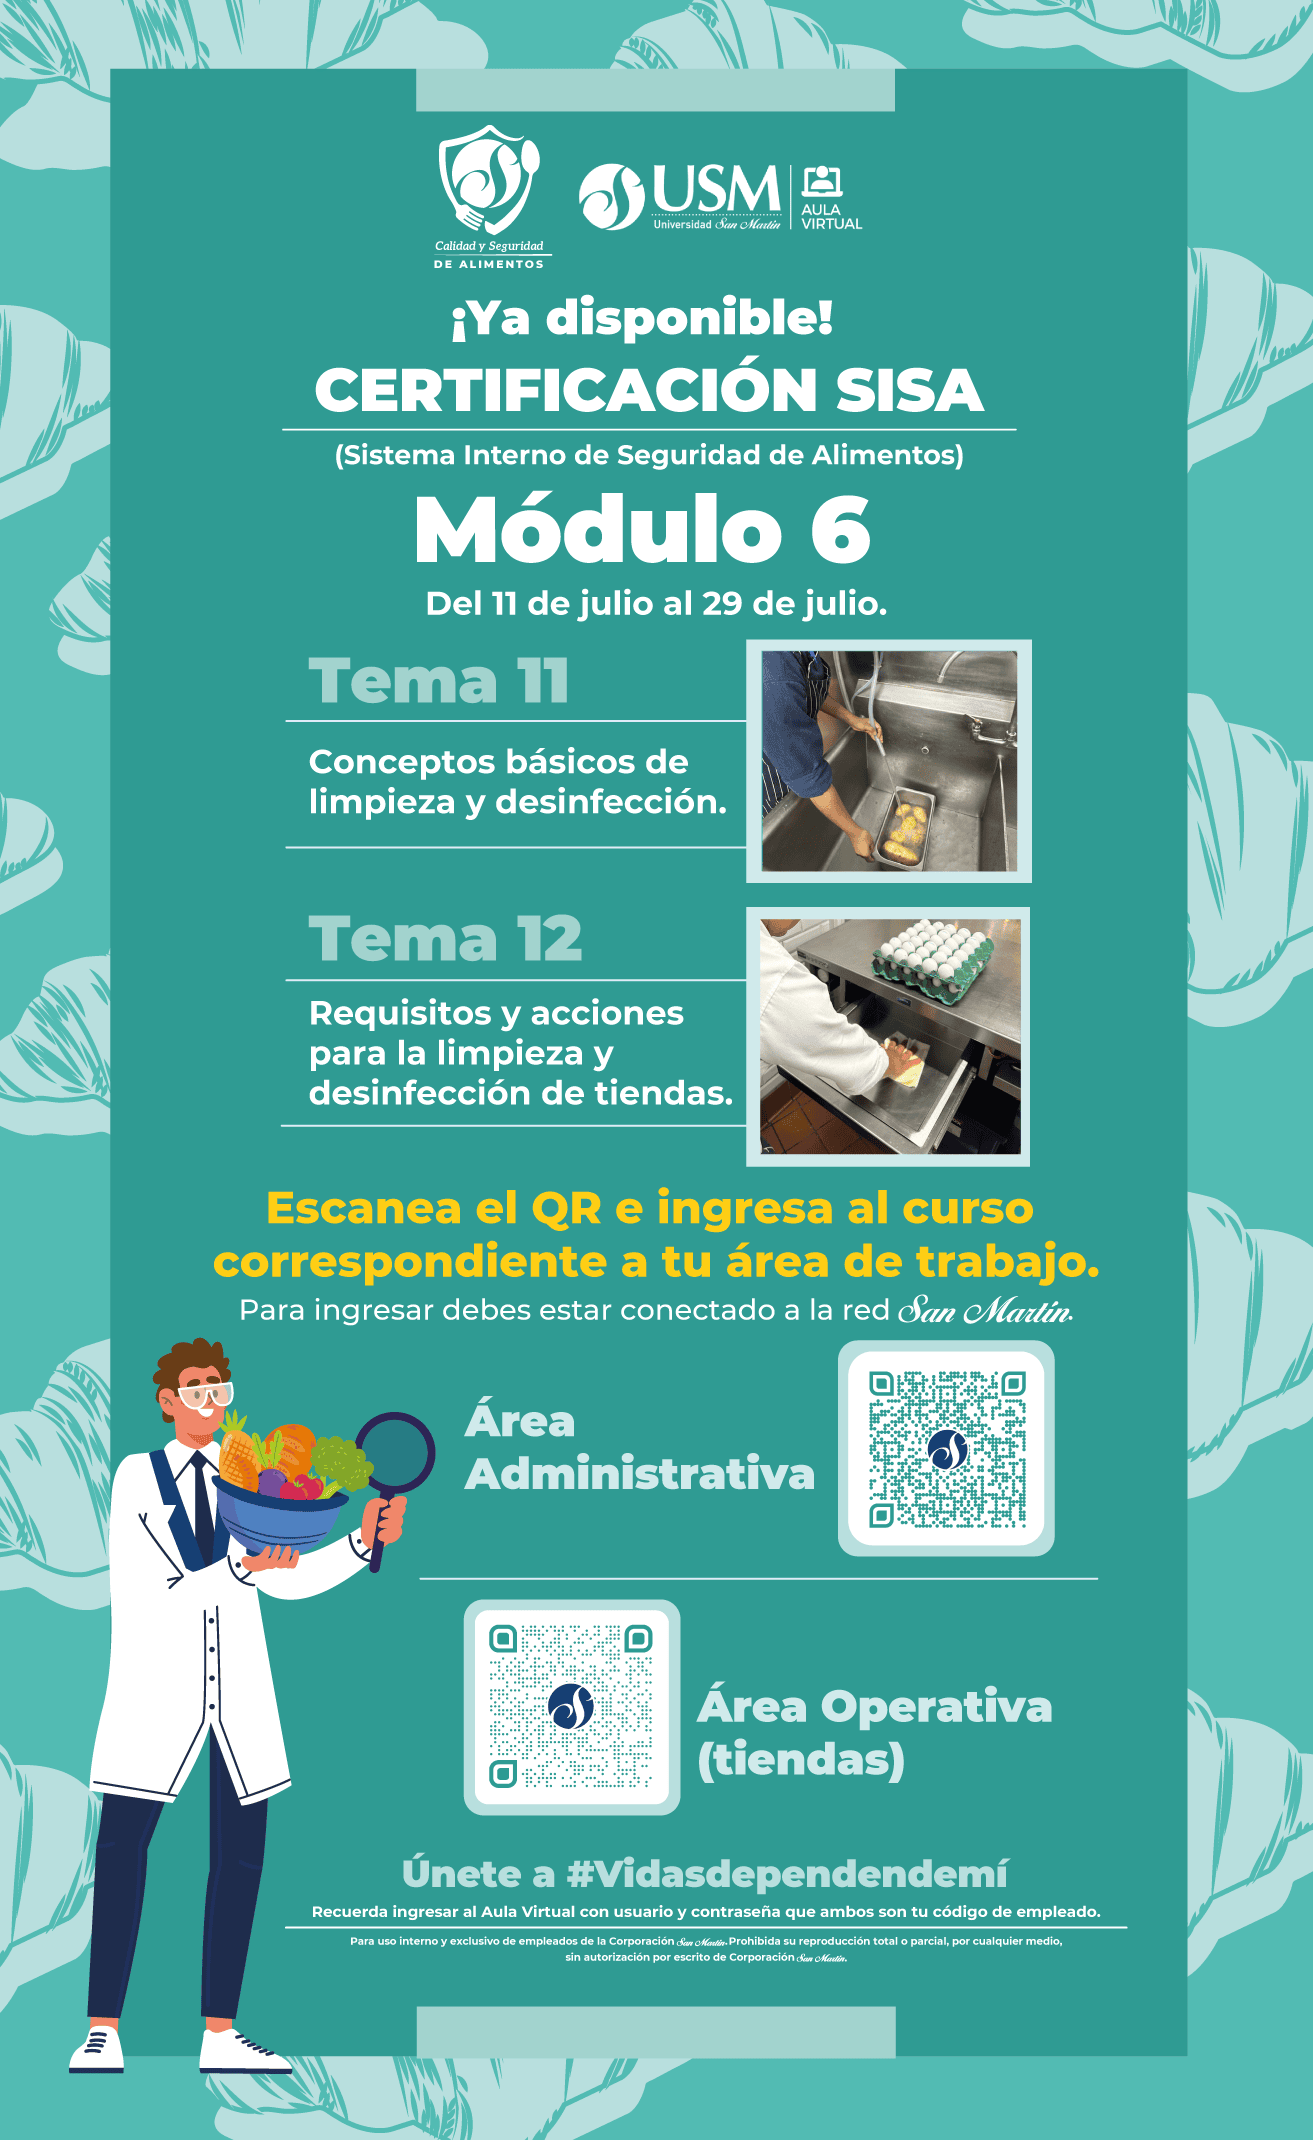 Calidad y Seguridad
DE ALIMENTOS
USM
Universidad San Martín
AULA
VIRTUAL
¡Ya disponible!
CERTIFICACIÓN SISA
(Sistema Interno de Seguridad de Alimentos)
Módulo 6
Del 11 de julio al 29 de julio.
Tema 11
Conceptos básicos de
limpieza y desinfección.
Tema 12
Requisitos y acciones
para la limpieza y
desinfección de tiendas.
Escanea el QR e ingresa al curso
correspondiente a tu área de trabajo.
Para ingresar debes estar conectado a la red San Martín.
Área
Administrativa
Área Operativa
(tiendas)
Únete a #Vidasdependendemí
Recuerda ingresar al Aula Virtual con usuario y contraseña que ambos son tu código de empleado.
Para uso interno y exclusivo de empleados de la Corporación San Martín. Prohibida su reproducción total o parcial, por cualquier medio,
sin autorización por escrito de Corporación San Martín.